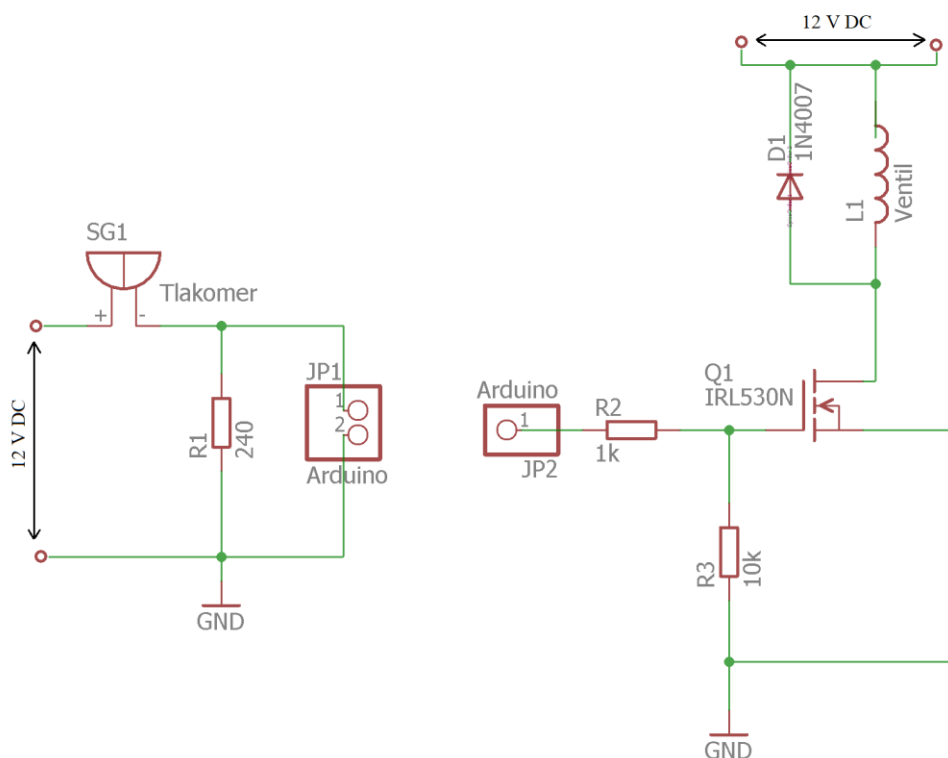 12 V DC
D1
1N4007
L1
Ventil
SG1
Tlakomer
+
-
12 V DC
R1
240
JP1
1
2
Arduino
GND
Arduino
1
JP2
R2
1k
Q1
IRL530N
R3
10k
GND